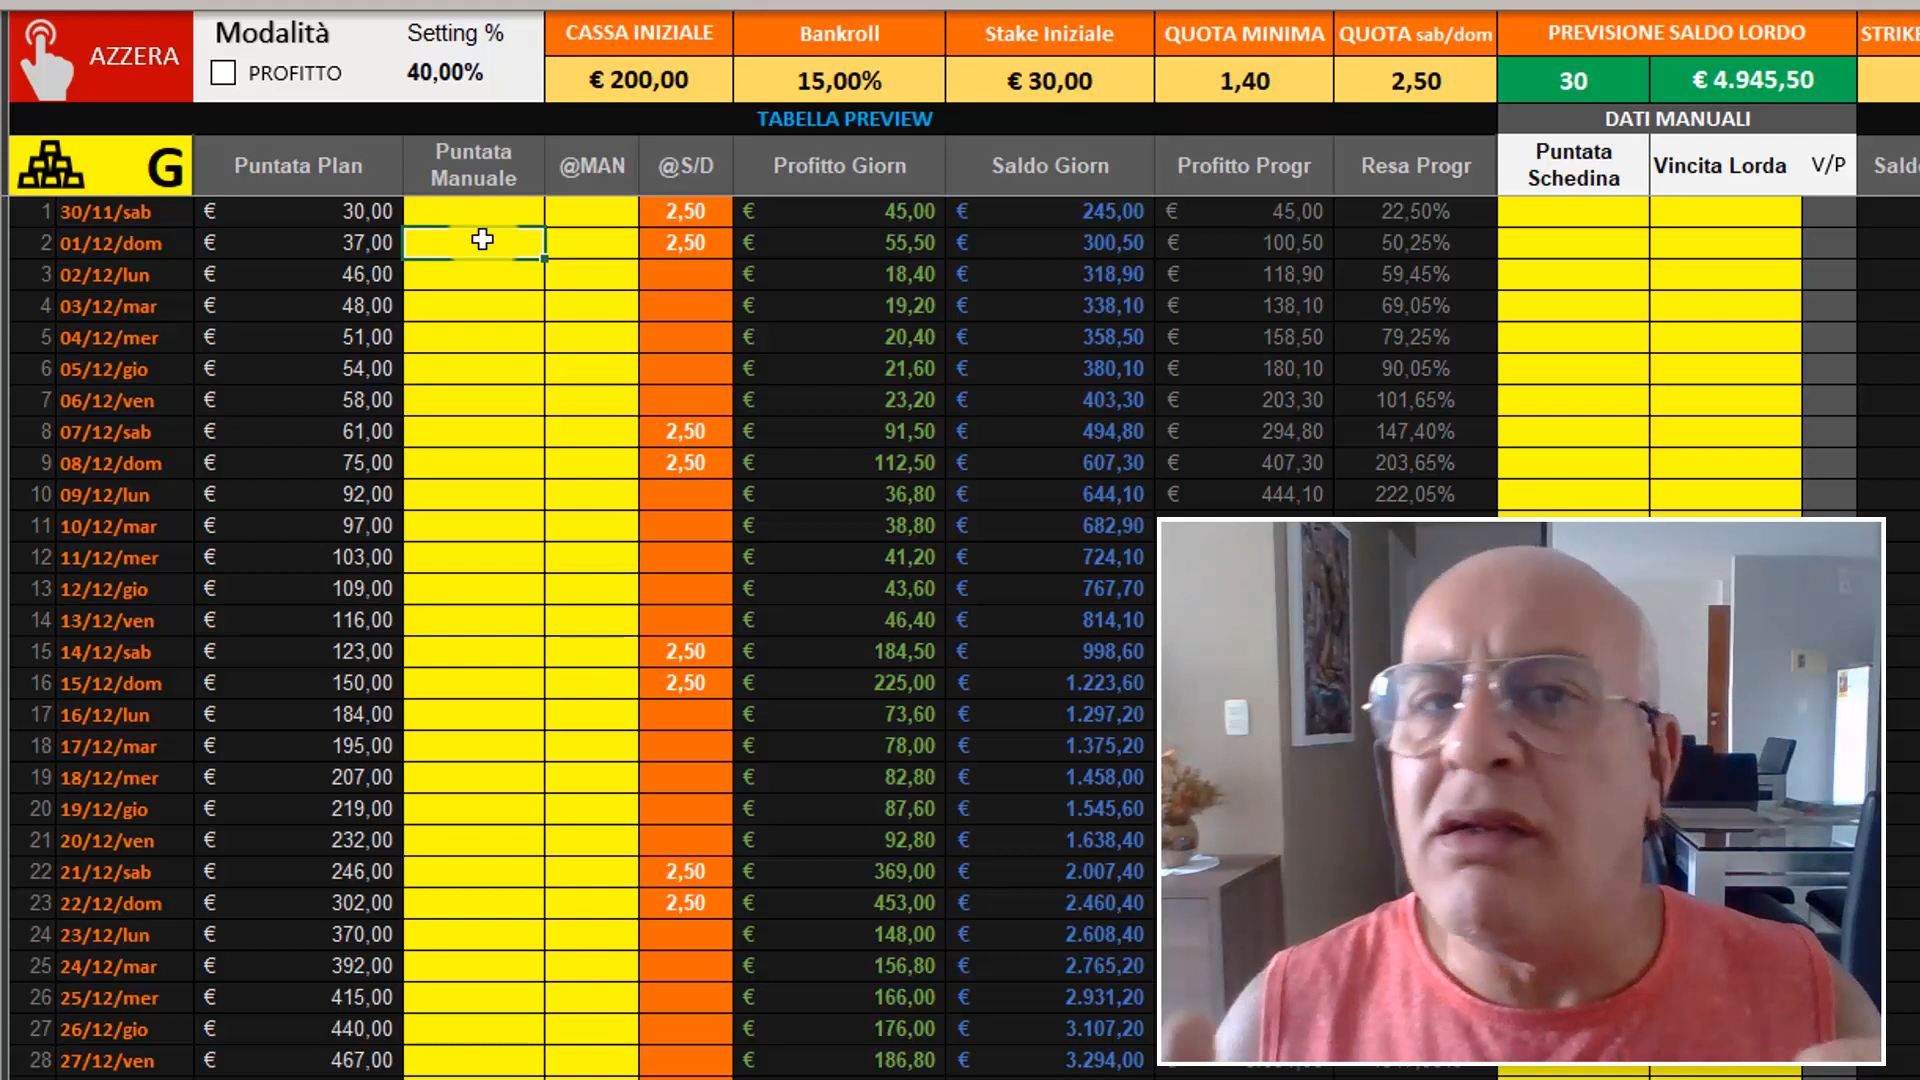 AZZERA
Modalità Setting %
PROFITTO 40,00%
CASSA INIZIALE Bankroll Stake Iniziale QUOTA MINIMA QUOTA sab/dom PREVISIONE SALDO LORDO STRIKE
€ 200,00 15,00% € 30,00 1,40 2,50 30 € 4.945,50
TABELLA PREVIEW DATI MANUALI
G Puntata Plan Puntata Manuale @MAN @S/D Profitto Giorn Saldo Giorn Profitto Progr Resa Progr Puntata Schedina Vincita Lorda V/P Saldo
1 30/11/sab € 30,00 2,50 € 45,00 € 245,00 € 45,00 22,50%
2 01/12/dom € 37,00 2,50 € 55,50 € 300,50 € 100,50 50,25%
3 02/12/lun € 46,00 € 18,40 € 318,90 € 118,90 59,45%
4 03/12/mar € 48,00 € 19,20 € 338,10 € 138,10 69,05%
5 04/12/mer € 51,00 € 20,40 € 358,50 € 158,50 79,25%
6 05/12/gio € 54,00 € 21,60 € 380,10 € 180,10 90,05%
7 06/12/ven € 58,00 € 23,20 € 403,30 € 203,30 101,65%
8 07/12/sab € 61,00 2,50 € 91,50 € 494,80 € 294,80 147,40%
9 08/12/dom € 75,00 2,50 € 112,50 € 607,30 € 407,30 203,65%
10 09/12/lun € 92,00 € 36,80 € 644,10 € 444,10 222,05%
11 10/12/mar € 97,00 € 38,80 € 682,90
12 11/12/mer € 103,00 € 41,20 € 724,10
13 12/12/gio € 109,00 € 43,60 € 767,70
14 13/12/ven € 116,00 € 46,40 € 814,10
15 14/12/sab € 123,00 2,50 € 184,50 € 998,60
16 15/12/dom € 150,00 2,50 € 225,00 € 1.223,60
17 16/12/lun € 184,00 € 73,60 € 1.297,20
18 17/12/mar € 195,00 € 78,00 € 1.375,20
19 18/12/mer € 207,00 € 82,80 € 1.458,00
20 19/12/gio € 219,00 € 87,60 € 1.545,60
21 20/12/ven € 232,00 € 92,80 € 1.638,40
22 21/12/sab € 246,00 2,50 € 369,00 € 2.007,40
23 22/12/dom € 302,00 2,50 € 453,00 € 2.460,40
24 23/12/lun € 370,00 € 148,00 € 2.608,40
25 24/12/mar € 392,00 € 156,80 € 2.765,20
26 25/12/mer € 415,00 € 166,00 € 2.931,20
27 26/12/gio € 440,00 € 176,00 € 3.107,20
28 27/12/ven € 467,00 € 186,80 € 3.294,00